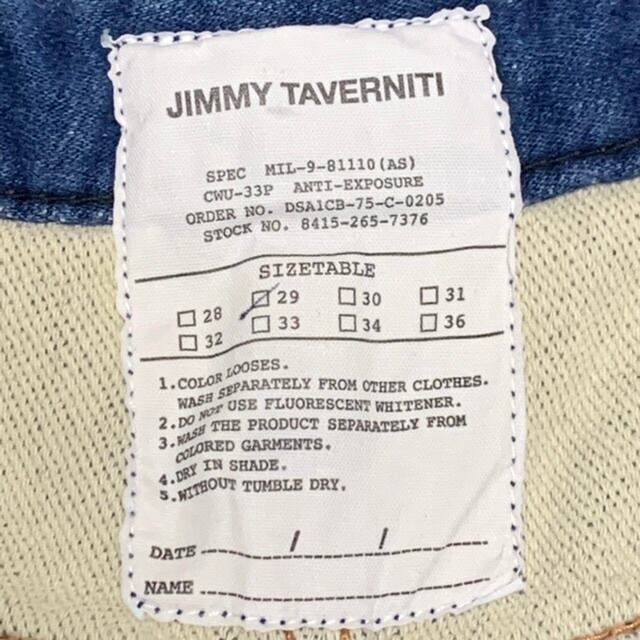 JIMMY TAVERNITI
SPEC MIL-9-81110(AS)
CWU-33P ANTI-EXPOSURE
ORDER NO. DSA1CB-75-C-0205
STOCK NO. 8415-265-7376
SIZETABLE
□28 □29 □30 □31
□32 □33 □34 □36
1.COLOR LOOSES.
WASH SEPARATELY FROM OTHER CLOTHES.
2.DO NOT USE FLUORESCENT WHITENER.
3.WASH THE PRODUCT SEPARATELY FROM
COLORED GARMENTS.
4.DRY IN SHADE.
5.WITHOUT TUMBLE DRY.
DATE / /
NAME